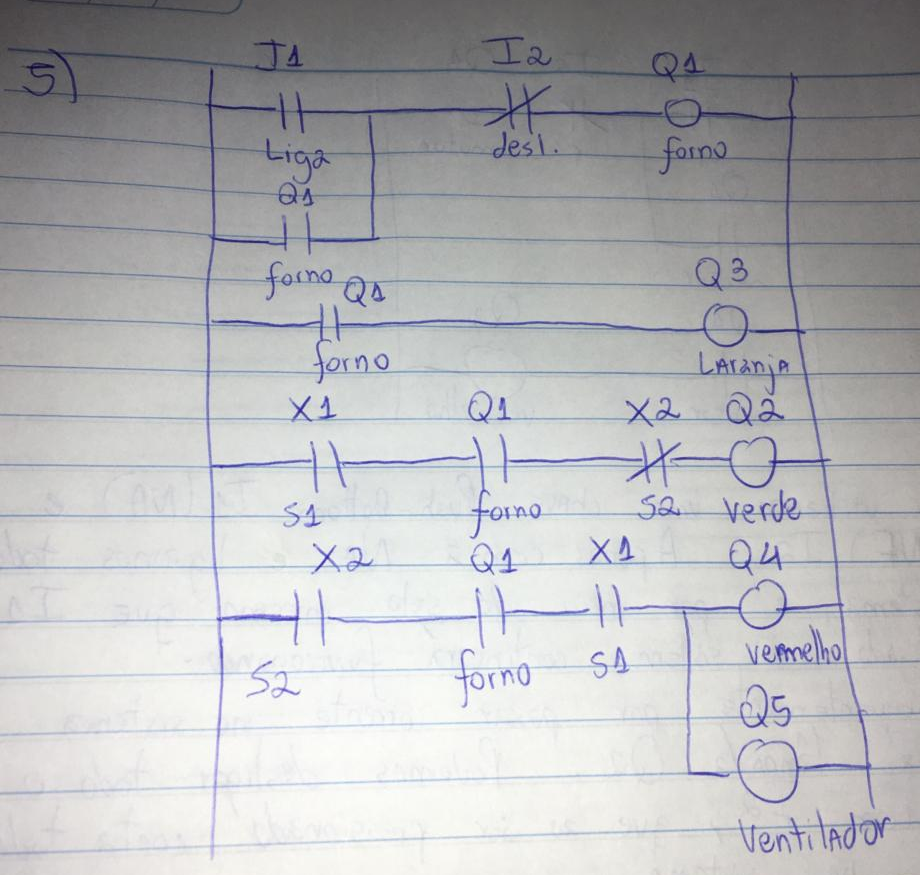 5)
I1 I2 Q1
Liga desl. forno
Q1
forno
Q1 Q3
forno LAranjA
X1 Q1 X2 Q2
S1 forno S2 verde
X2 Q1 X1 Q4
S2 forno S1 vermelho
Q5
VentilAdor